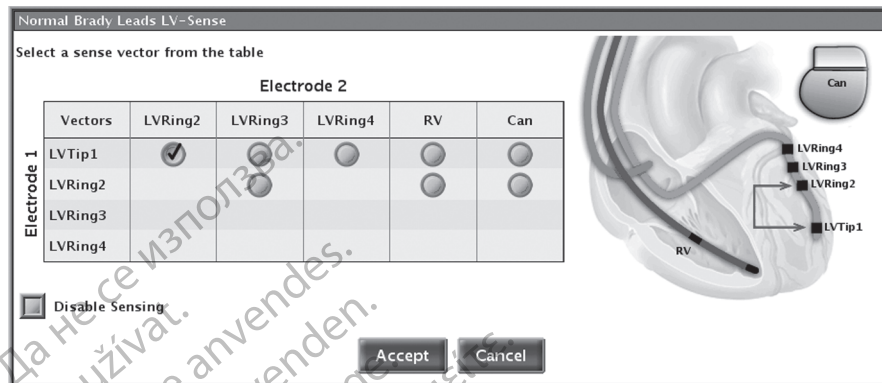 Normal Brady Leads LV-Sense
Select a sense vector from the table
Electrode 2
Electrode 1
Vectors LVRing2 LVRing3 LVRing4 RV Can
LVTip1
LVRing2
LVRing3
LVRing4
Disable Sensing
Accept Cancel
Can
LVRing4
LVRing3
LVRing2
LVTip1
RV
Да не се използва.
užívat.
anvendes.